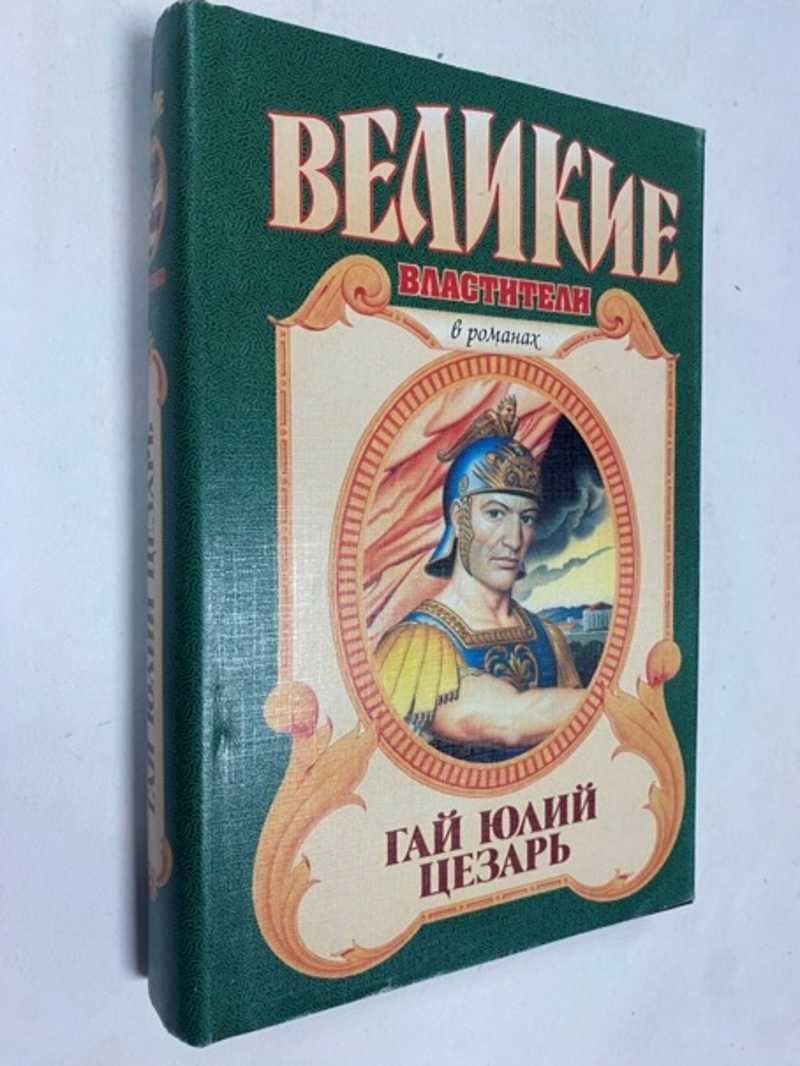 ВЕЛИКИЕ
ВЛАСТИТЕЛИ
в романах
ГАЙ ЮЛИЙ
ЦЕЗАРЬ
ГАЙ ЮЛИЙ ЦЕЗАРЬ